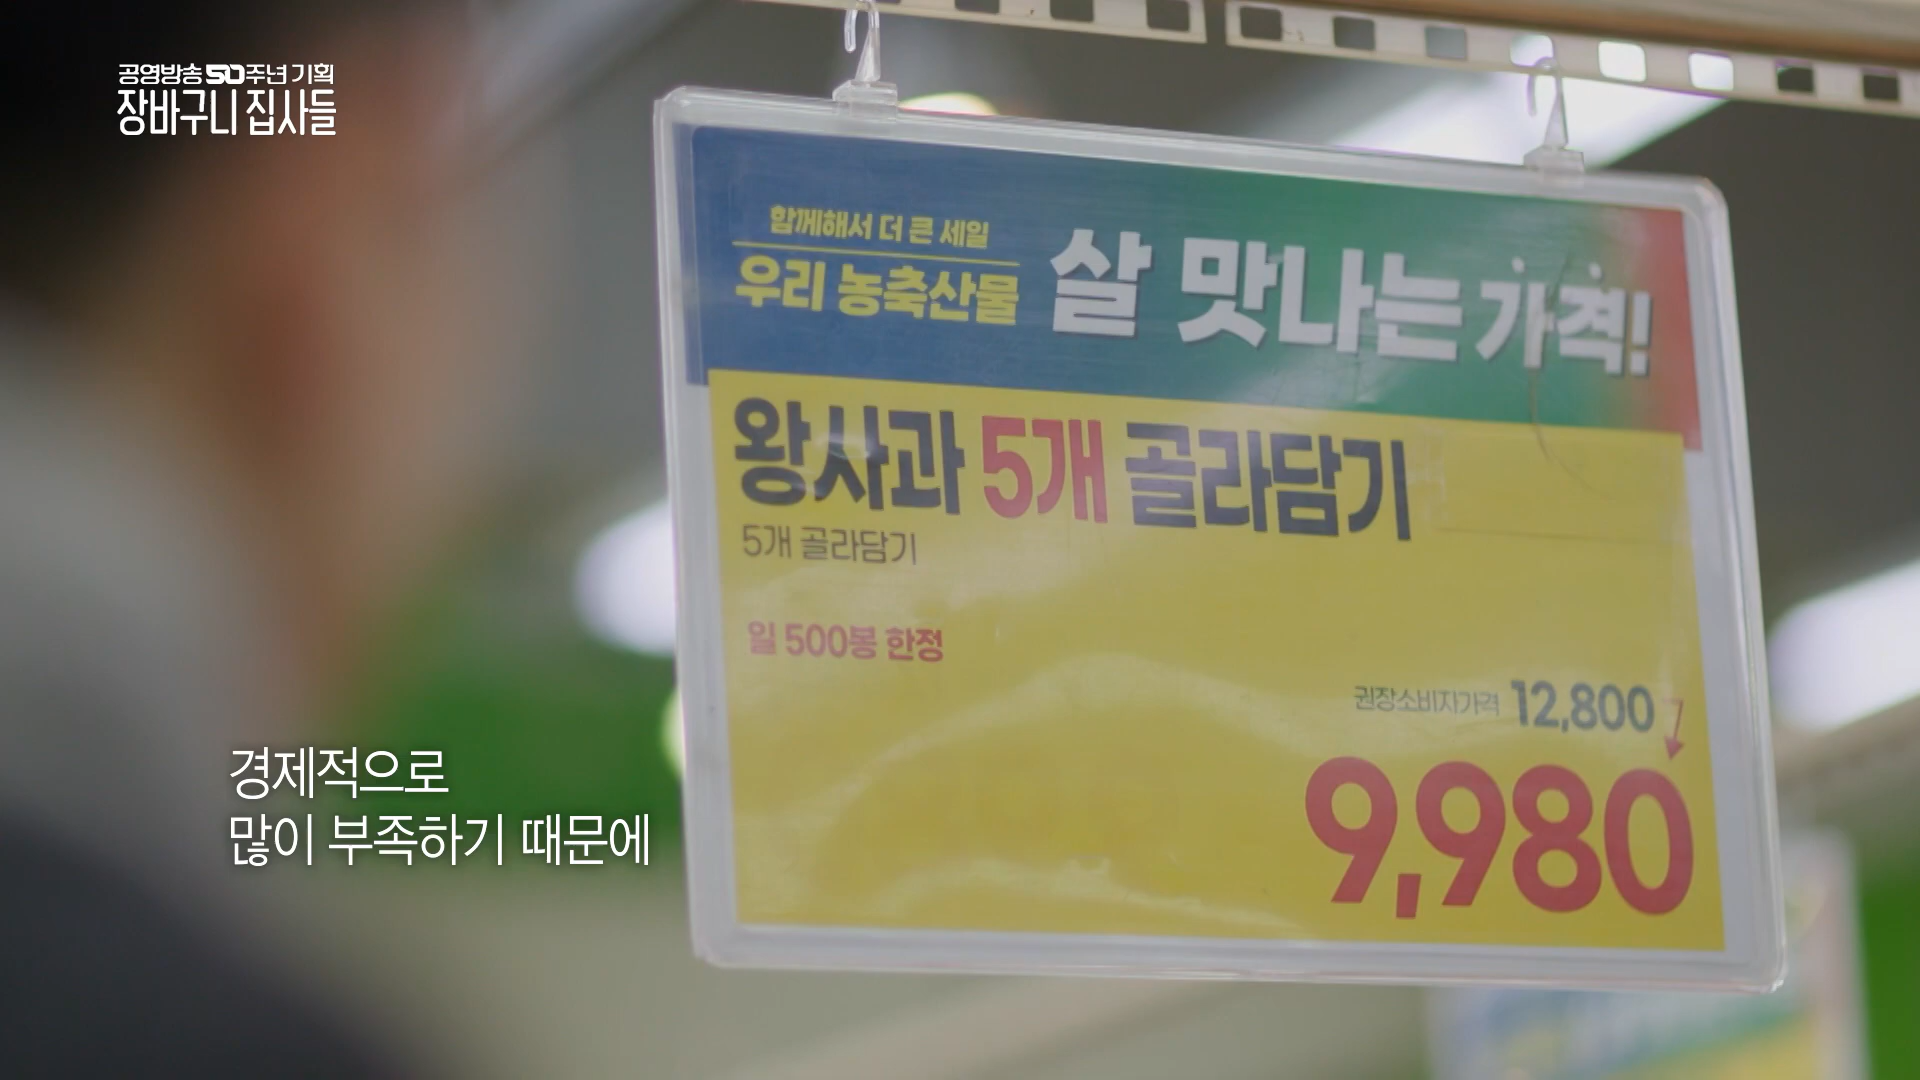 공영방송 50주년 기획
장바구니 집사들
함께해서 더 큰 세일
우리 농축산물
살 맛나는 가격!
왕사과 5개 골라담기
5개 골라담기
일 500봉 한정
권장소비자가격 12,800
9,980
경제적으로
많이 부족하기 때문에